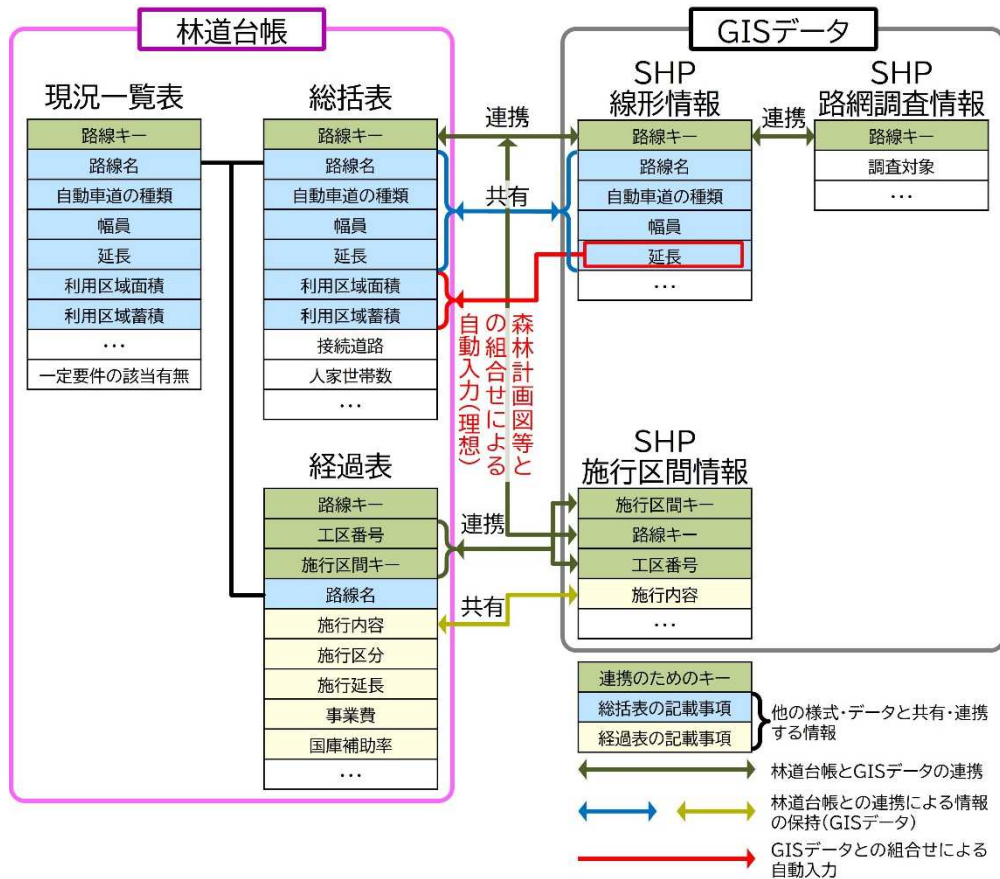 林道台帳
GISデータ
現況一覧表
路線キー
路線名
自動車道の種類
幅員
延長
利用区域面積
利用区域蓄積
…
一定要件の該当有無
総括表
路線キー
路線名
自動車道の種類
幅員
延長
利用区域面積
利用区域蓄積
接続道路
人家世帯数
…
連携
共有
森林計画図等と
の組合せによる
自動入力(理想)
SHP
線形情報
路線キー
路線名
自動車道の種類
幅員
延長
…
連携
SHP
路網調査情報
路線キー
調査対象
…
経過表
路線キー
工区番号
施行区間キー
路線名
施行内容
施行区分
施行延長
事業費
国庫補助率
…
連携
共有
SHP
施行区間情報
施行区間キー
路線キー
工区番号
施行内容
…
連携のためのキー
総括表の記載事項
経過表の記載事項
他の様式・データと共有・連携
する情報
林道台帳とGISデータの連携
林道台帳との連携による情報
の保持(GISデータ)
GISデータとの組合せによる
自動入力